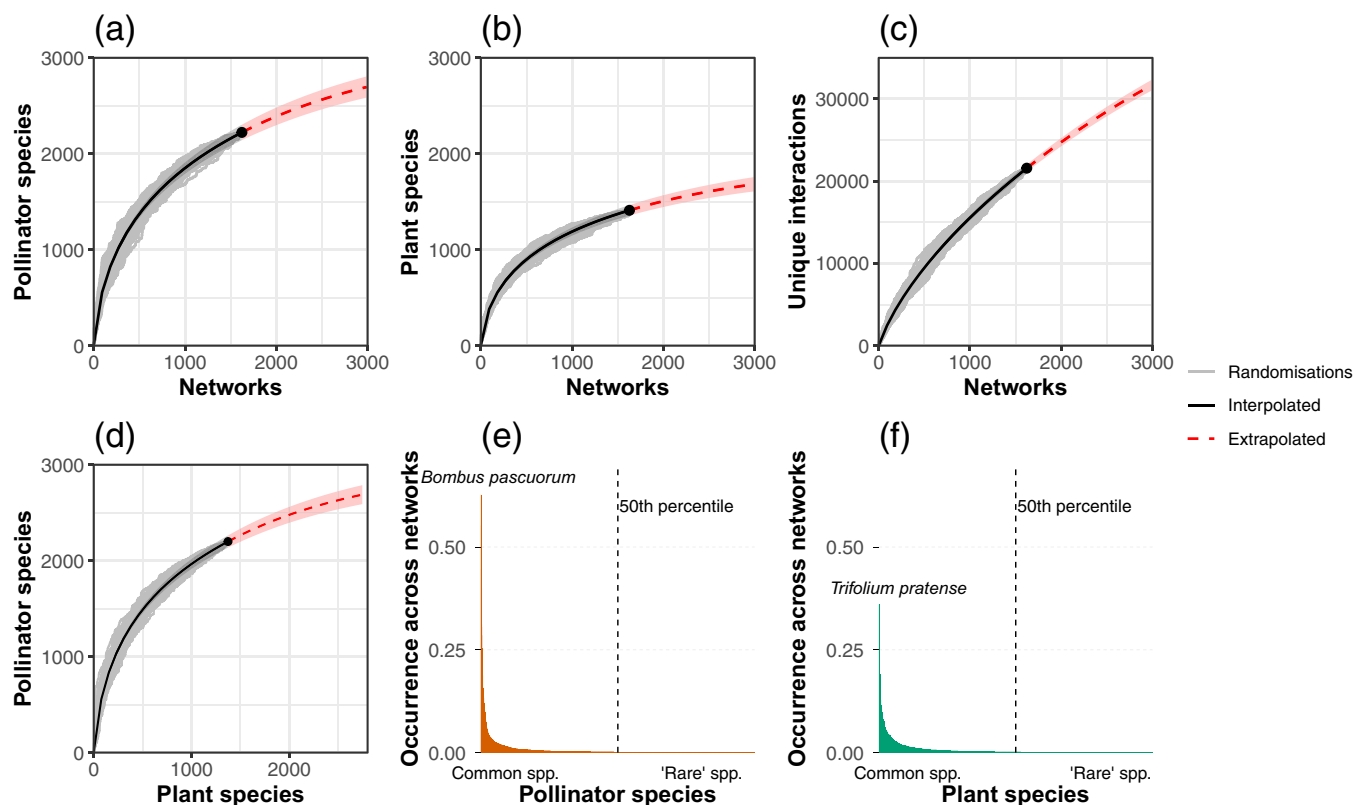 (a)
Pollinator species
3000
2000
1000
0
0 1000 2000 3000
Networks
(b)
Plant species
3000
2000
1000
0
0 1000 2000 3000
Networks
(c)
Unique interactions
30000
20000
10000
0
0 1000 2000 3000
Networks
Randomisations
Interpolated
Extrapolated
(d)
Pollinator species
3000
2000
1000
0
0 1000 2000
Plant species
(e)
Occurrence across networks
Bombus pascuorum
50th percentile
0.50
0.25
0.00
Common spp. 'Rare' spp.
Pollinator species
(f)
Occurrence across networks
50th percentile
0.50
Trifolium pratense
0.25
0.00
Common spp. 'Rare' spp.
Plant species